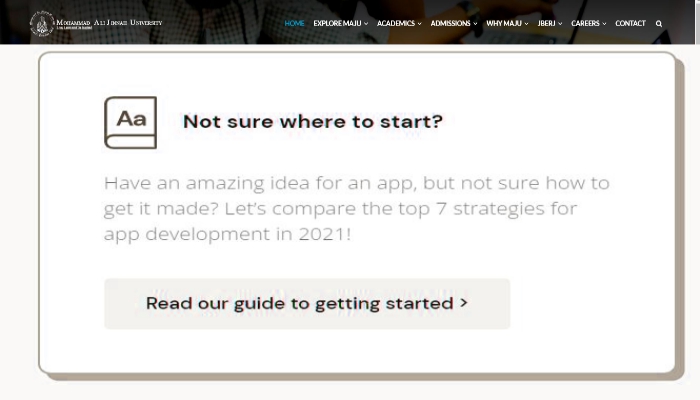 Mohammad Ali Jinnah University
HOME EXPLORE MAJU ACADEMICS ADMISSIONS WHY MAJU JBERJ CAREERS CONTACT
Aa
Not sure where to start?
Have an amazing idea for an app, but not sure how to
get it made? Let's compare the top 7 strategies for
app development in 2021!
Read our guide to getting started >